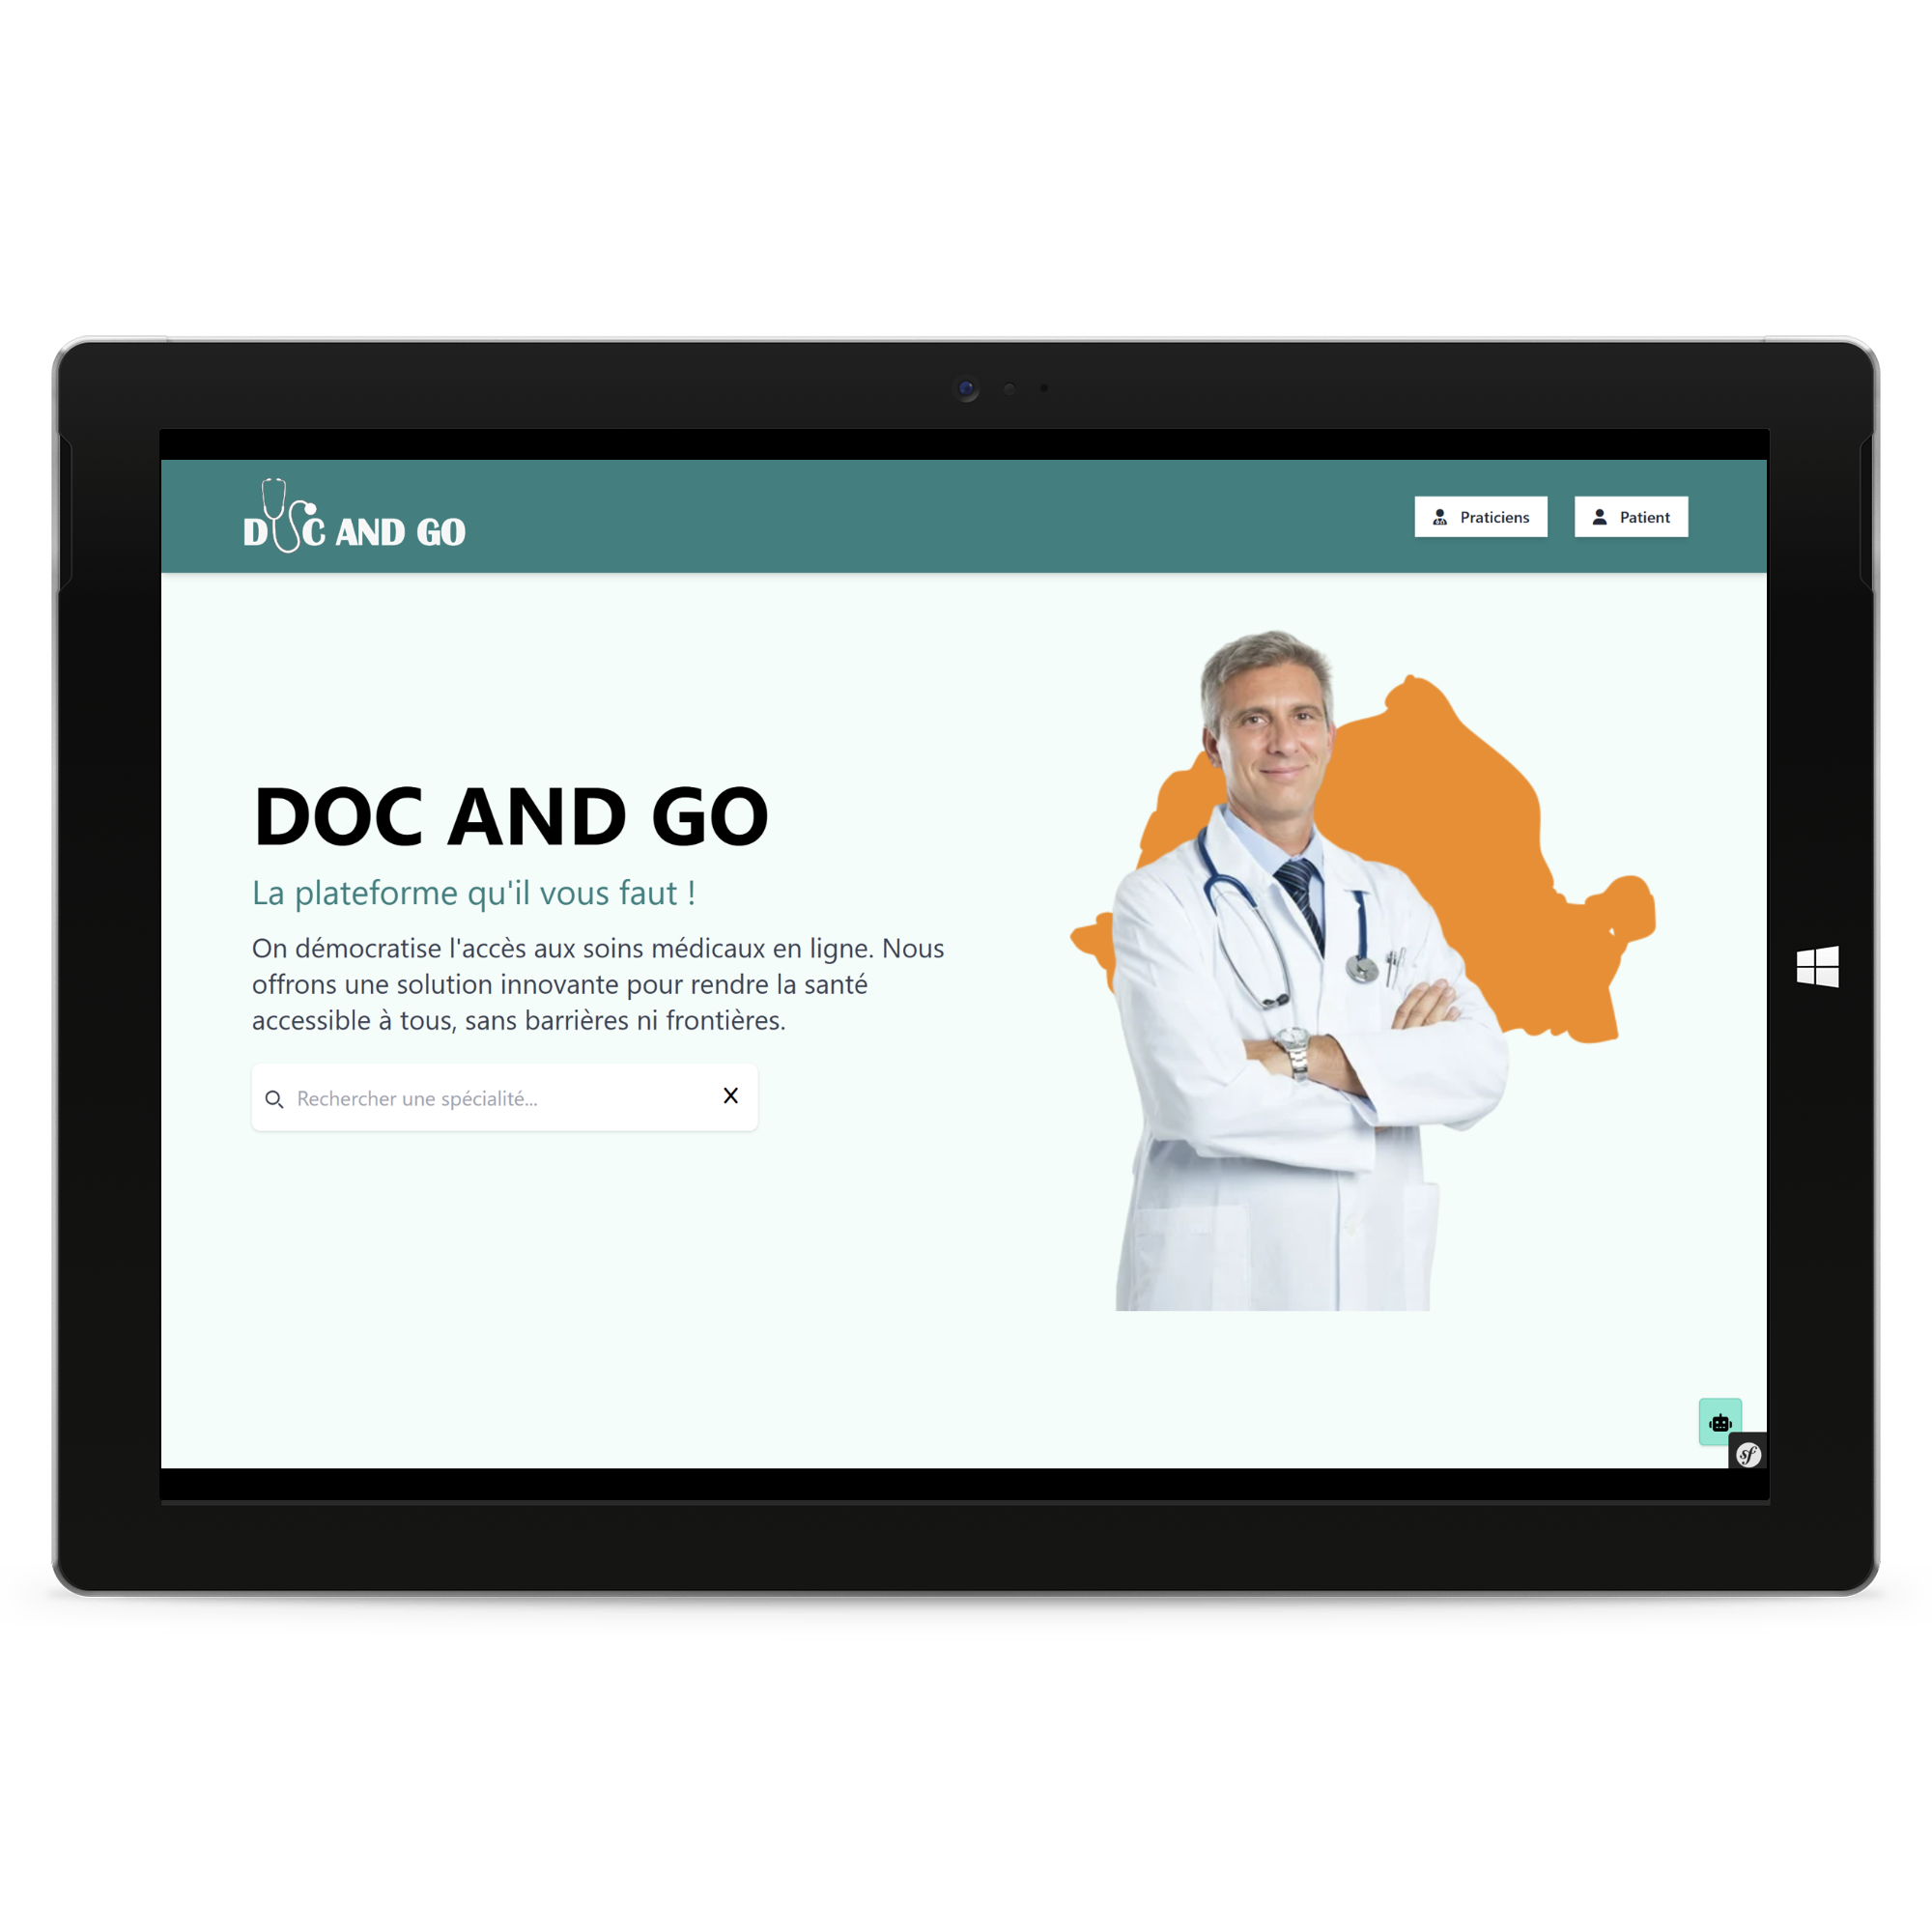 DOC AND GO
Praticiens
Patient
DOC AND GO
La plateforme qu'il vous faut !
On démocratise l'accès aux soins médicaux en ligne. Nous
offrons une solution innovante pour rendre la santé
accessible à tous, sans barrières ni frontières.
Rechercher une spécialité...
X
sf